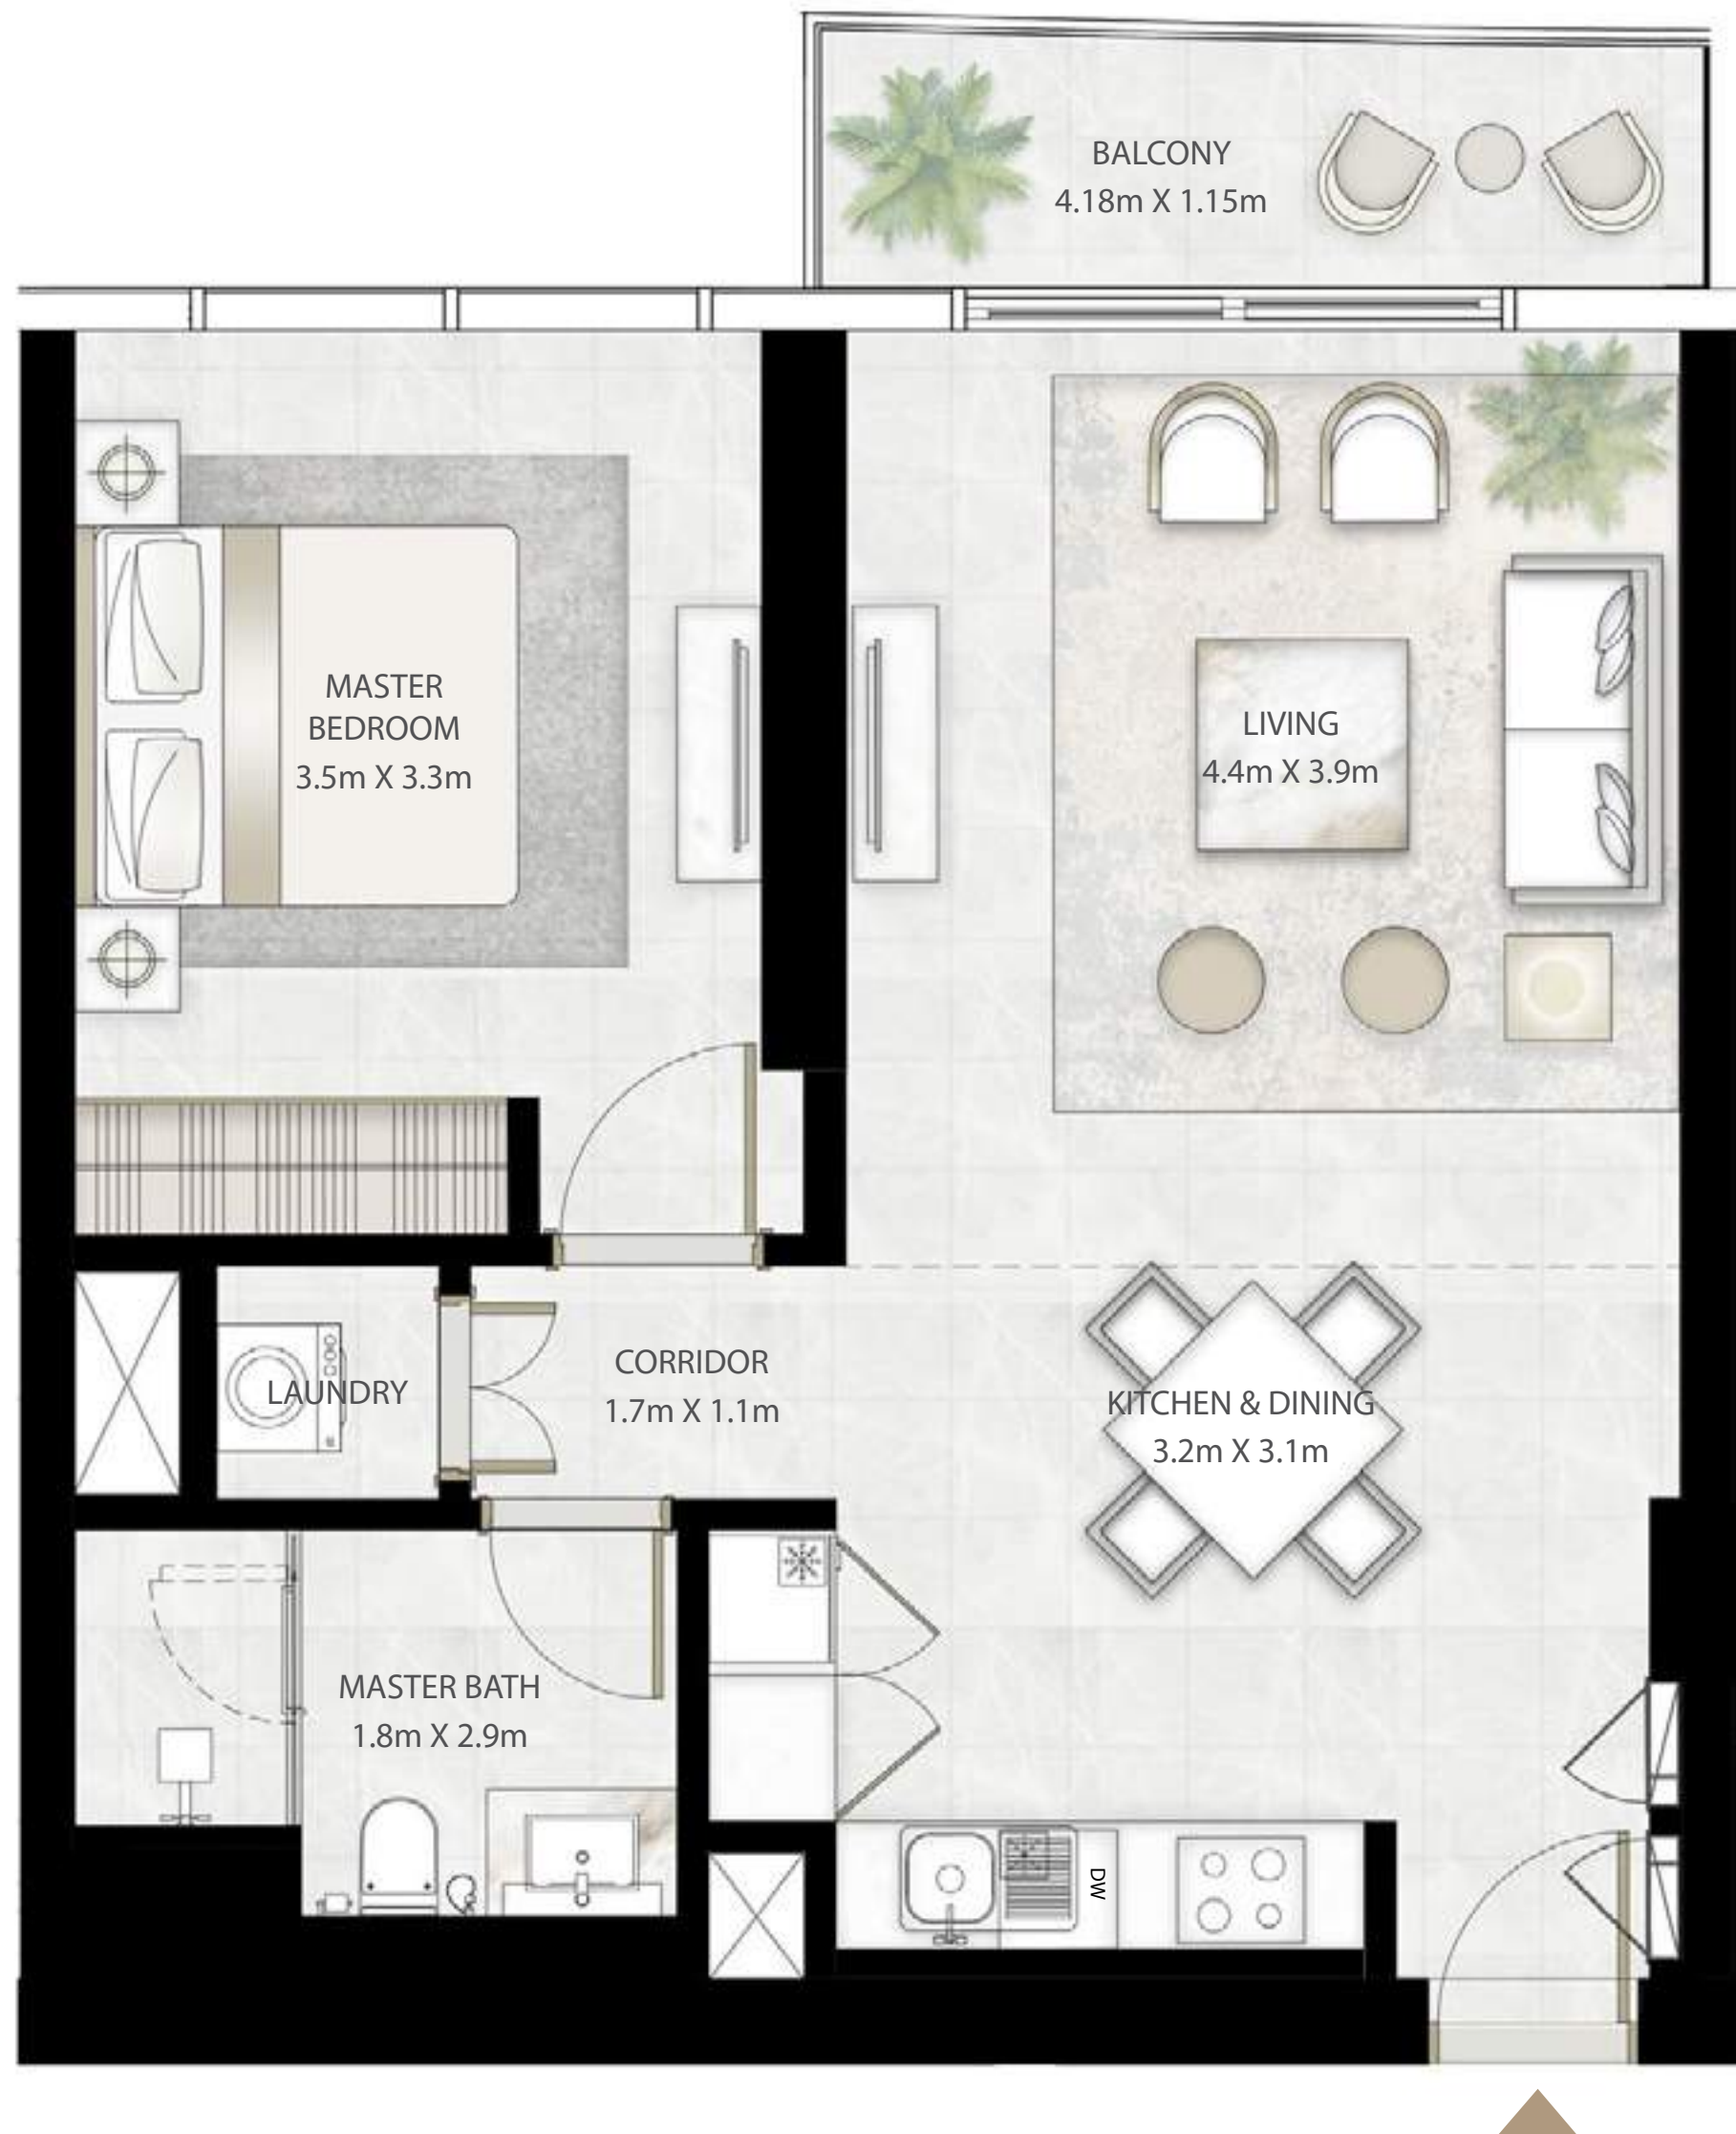 BALCONY
4.18m X 1.15m
MASTER
BEDROOM
3.5m X 3.3m
LIVING
4.4m X 3.9m
LAUNDRY
CORRIDOR
1.7m X 1.1m
KITCHEN & DINING
3.2m X 3.1m
MASTER BATH
1.8m X 2.9m
DW